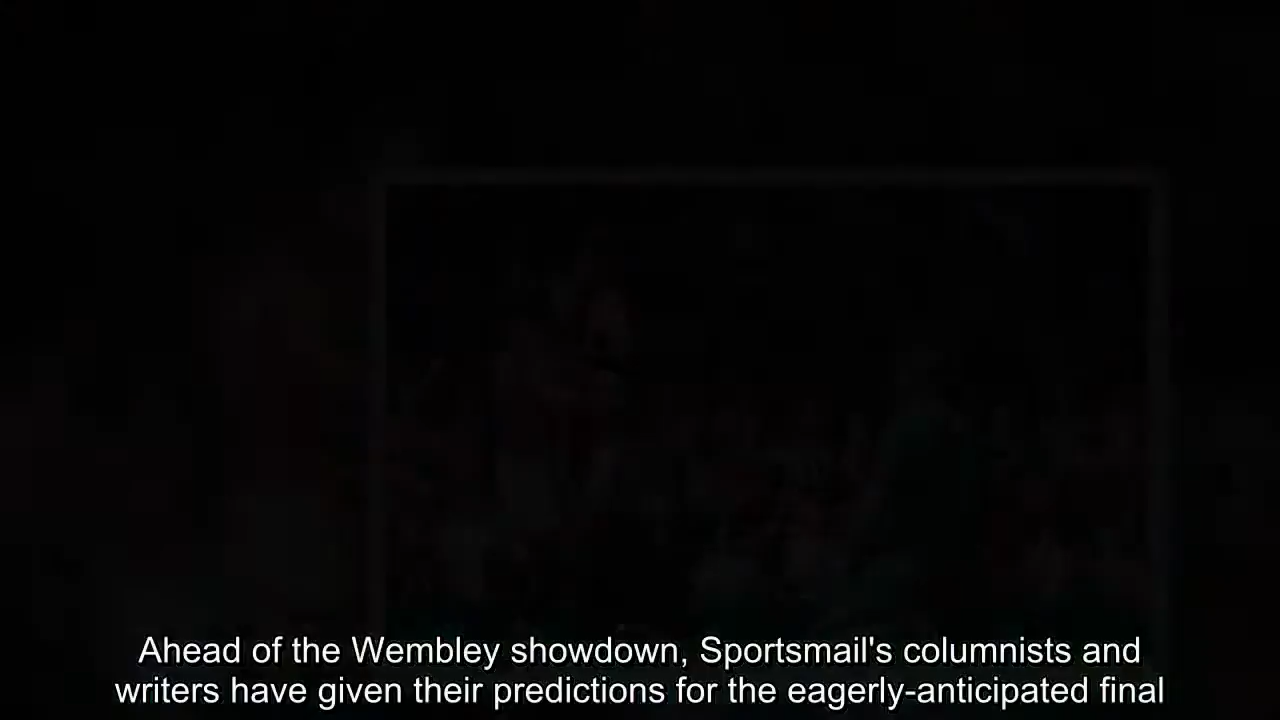 Ahead of the Wembley showdown, Sportsmail's columnists and
writers have given their predictions for the eagerly-anticipated final